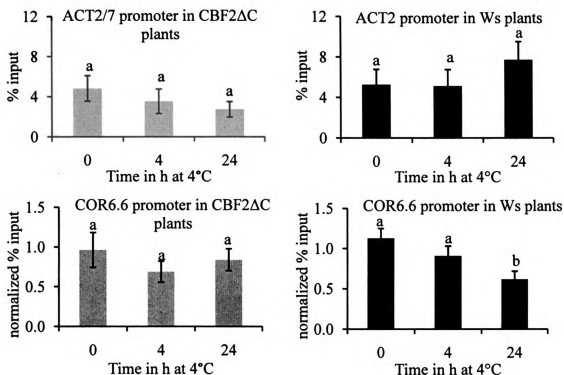 ACT2/7 promoter in CBF2ΔC
plants
% input
12
8
4
0
a
a
a
0
4
24
Time in h at 4°C
ACT2 promoter in Ws plants
% input
12
8
4
0
a
a
a
0
4
24
Time in h at 4°C
COR6.6 promoter in CBF2ΔC
plants
normalized % input
1.5
1.0
0.5
0.0
a
a
a
0
4
24
Time in h at 4°C
COR6.6 promoter in Ws plants
normalized % input
1.5
1.0
0.5
0.0
a
a
b
0
4
24
Time in h at 4°C